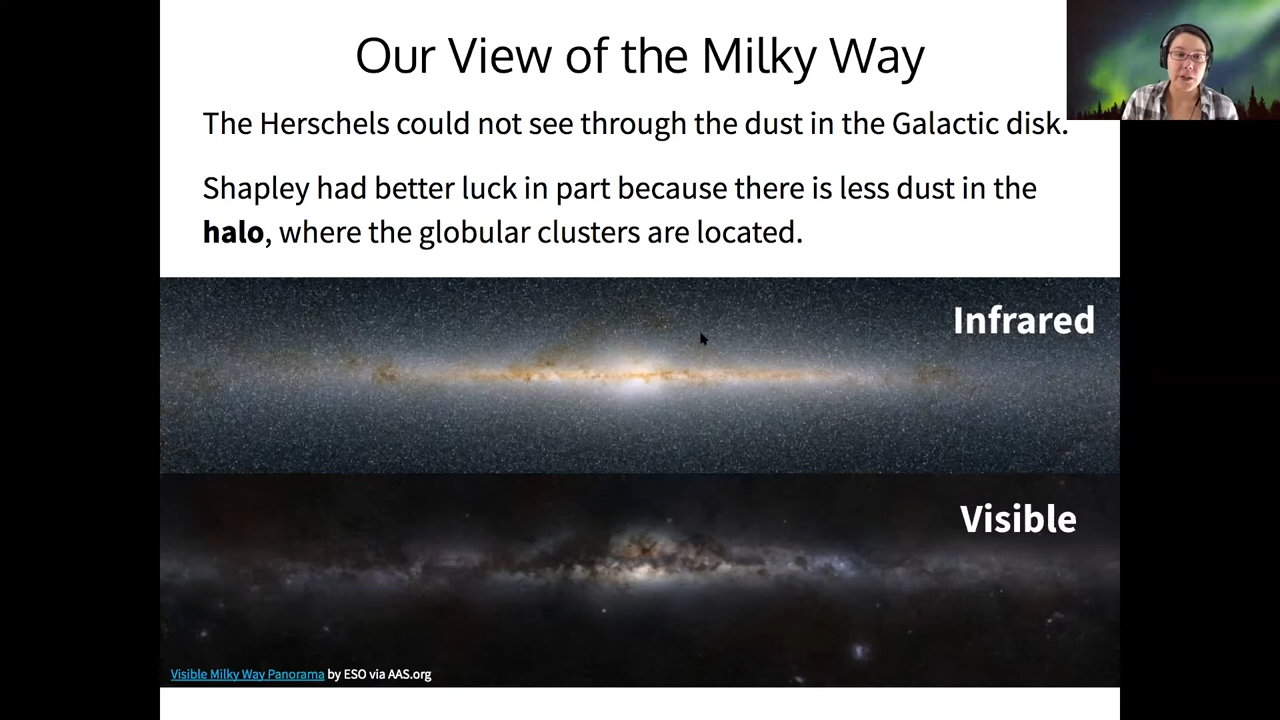 Our View of the Milky Way
The Herschels could not see through the dust in the Galactic disk.
Shapley had better luck in part because there is less dust in the
halo, where the globular clusters are located.
Infrared
Visible
Visible Milky Way Panorama by ESO via AAS.org